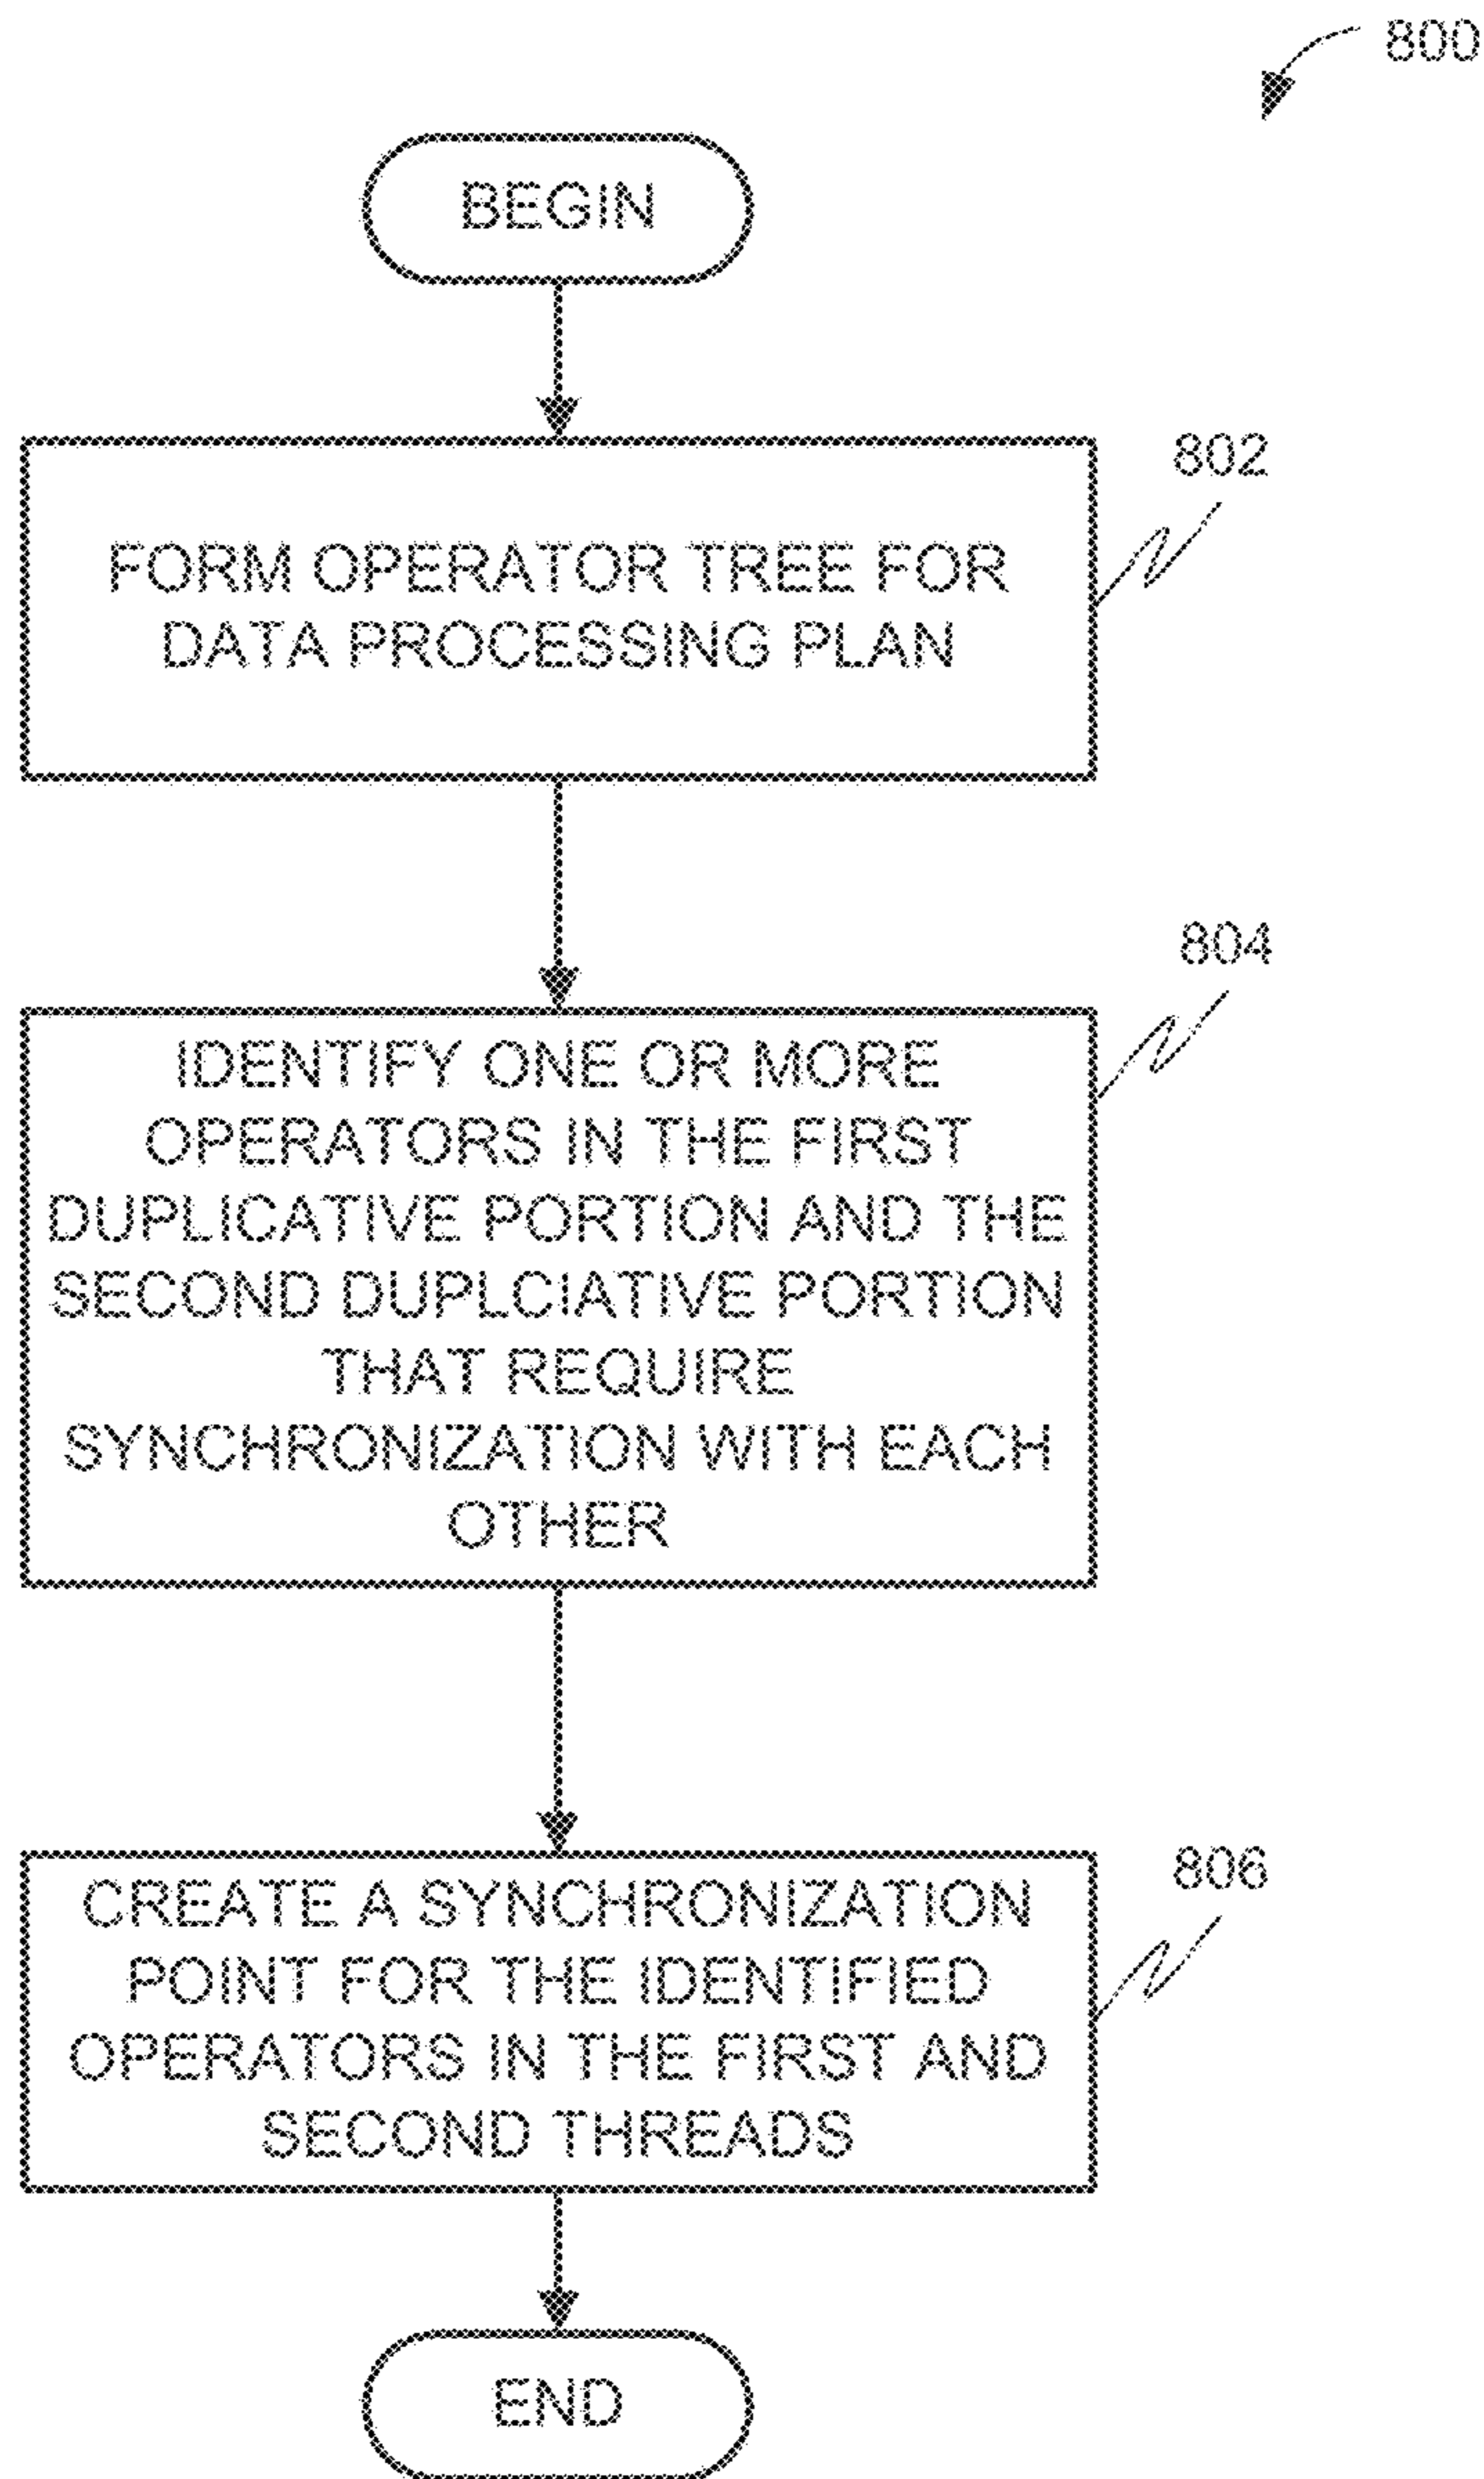 800
BEGIN
802
FORM OPERATOR TREE FOR
DATA PROCESSING PLAN
804
IDENTIFY ONE OR MORE
OPERATORS IN THE FIRST
DUPLICATIVE PORTION AND THE
SECOND DUPLCIATIVE PORTION
THAT REQUIRE
SYNCHRONIZATION WITH EACH
OTHER
806
CREATE A SYNCHRONIZATION
POINT FOR THE IDENTIFIED
OPERATORS IN THE FIRST AND
SECOND THREADS
END